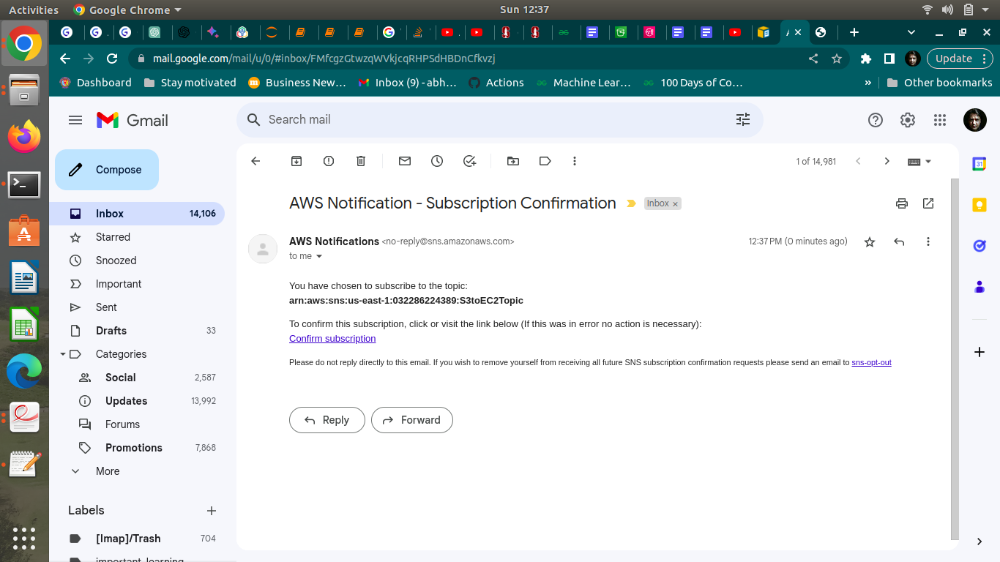 Activities
Google Chrome
Sun 12:37
mail.google.com/mail/u/0/#inbox/FMfcgzGtwzqWVkjcqRHPSdHBDnCfkvzj
Update
Dashboard
Stay motivated
Business New…
Inbox (9) - abh…
Actions
Machine Lear…
100 Days of Co…
»
Other bookmarks
Gmail
Search mail
Compose
1 of 14,981
Inbox 14,106
Starred
Snoozed
Important
Sent
Drafts 33
Categories
Social 2,587
Updates 13,992
Forums
Promotions 7,868
More
Labels
[Imap]/Trash 704
important_learning
AWS Notification - Subscription Confirmation
Inbox ×
AWS Notifications <no-reply@sns.amazonaws.com>
12:37 PM (0 minutes ago)
to me
You have chosen to subscribe to the topic:
arn:aws:sns:us-east-1:032286224389:S3toEC2Topic
To confirm this subscription, click or visit the link below (If this was in error no action is necessary):
Confirm subscription
Please do not reply directly to this email. If you wish to remove yourself from receiving all future SNS subscription confirmation requests please send an email to sns-opt-out
Reply
Forward